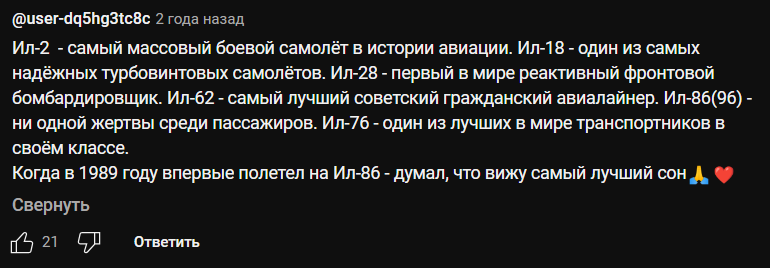 @user-dq5hg3tc8c 2 года назад
Ил-2 - самый массовый боевой самолёт в истории авиации. Ил-18 - один из самых
надёжных турбовинтовых самолётов. Ил-28 - первый в мире реактивный фронтовой
бомбардировщик. Ил-62 - самый лучший советский гражданский авиалайнер. Ил-86(96) -
ни одной жертвы среди пассажиров. Ил-76 - один из лучших в мире транспортников в
своём классе.
Когда в 1989 году впервые полетел на Ил-86 - думал, что вижу самый лучший сон🙏 ❤️
Свернуть
21 Ответить